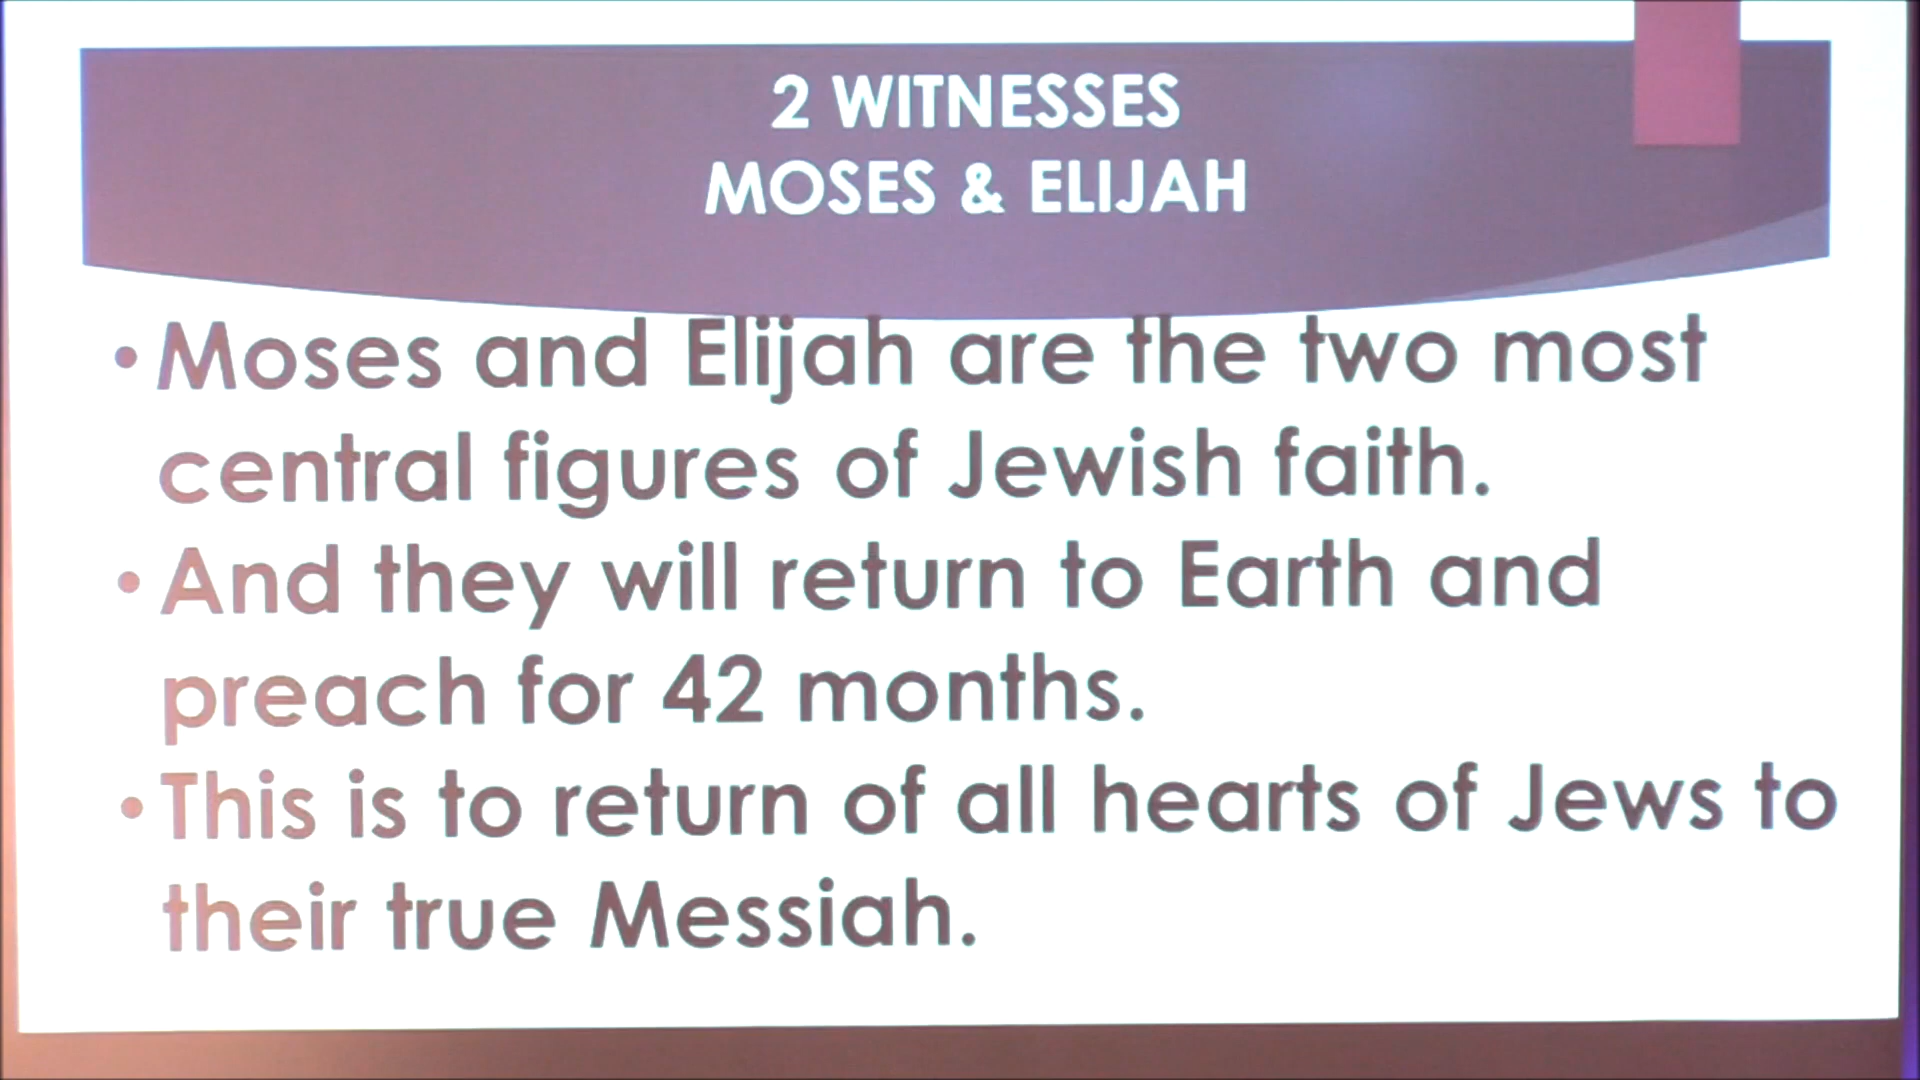 2 WITNESSES
MOSES & ELIJAH
• Moses and Elijah are the two most
central figures of Jewish faith.
• And they will return to Earth and
preach for 42 months.
• This is to return of all hearts of Jews to
their true Messiah.